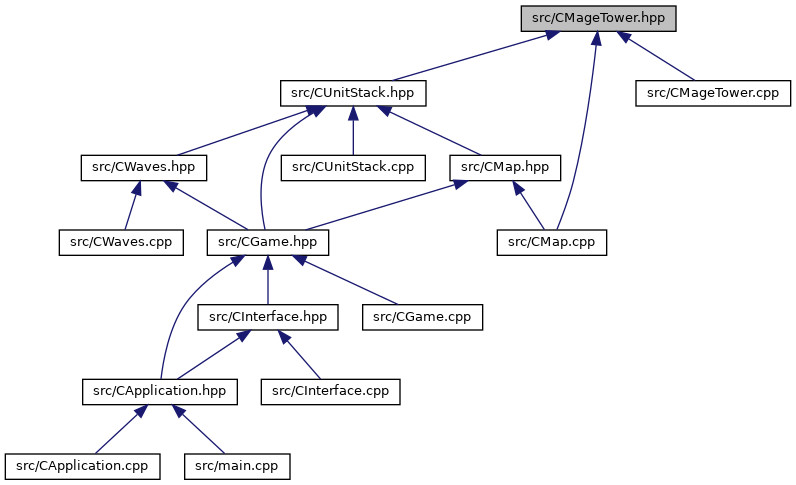 src/CMageTower.hpp
src/CUnitStack.hpp
src/CMageTower.cpp
src/CWaves.hpp
src/CUnitStack.cpp
src/CMap.hpp
src/CWaves.cpp
src/CGame.hpp
src/CMap.cpp
src/CInterface.hpp
src/CGame.cpp
src/CApplication.hpp
src/CInterface.cpp
src/CApplication.cpp
src/main.cpp